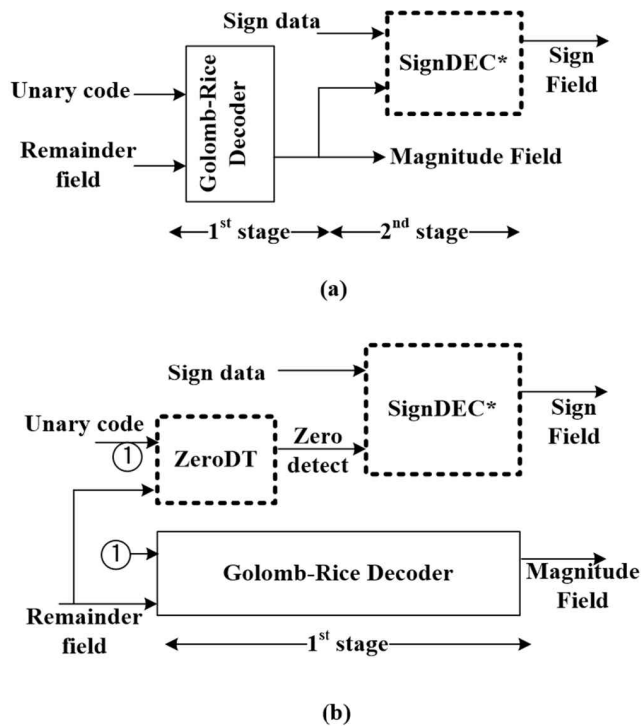 Sign data
SignDEC*
Sign
Field
Unary code
Golomb-Rice
Decoder
Remainder
field
Magnitude Field
1st stage
2nd stage
(a)
Sign data
SignDEC*
Sign
Field
Unary code
1
ZeroDT
Zero
detect
1
Golomb-Rice Decoder
Magnitude
Field
Remainder
field
1st stage
(b)